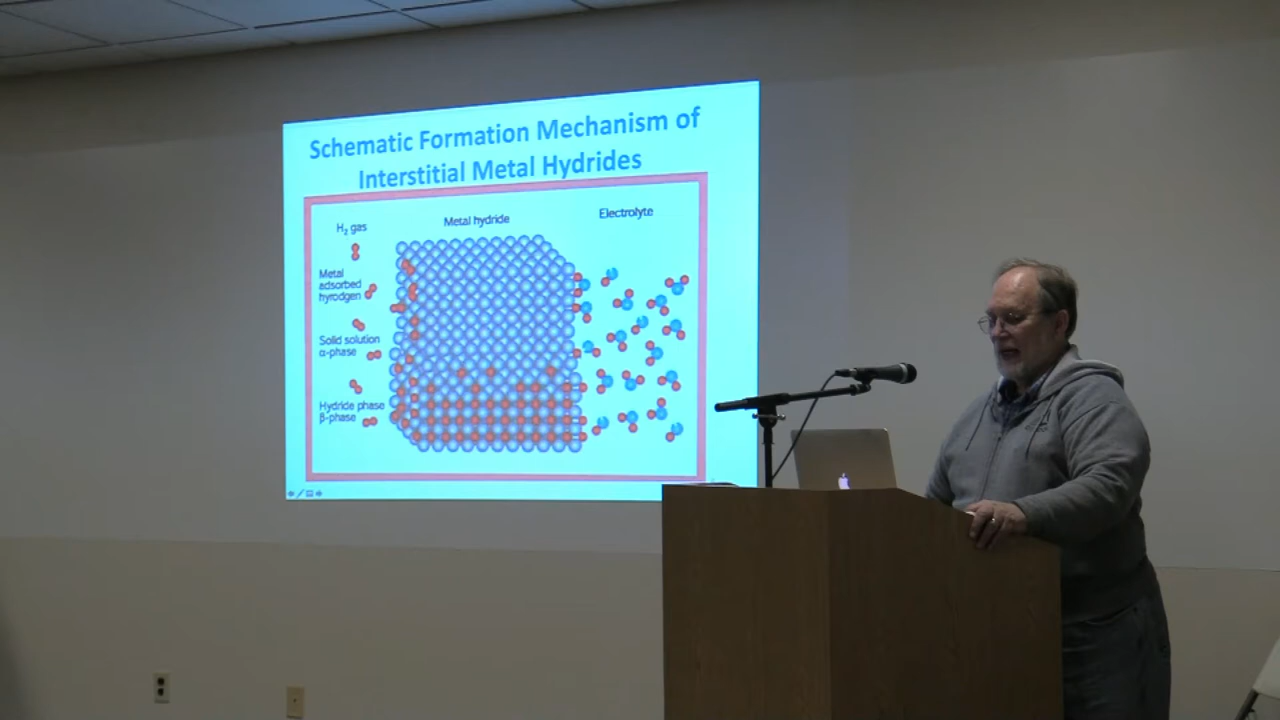 Schematic Formation Mechanism of
Interstitial Metal Hydrides
H₂ gas
Metal hydride
Electrolyte
Metal
adsorbed
hyrodgen
Solid solution
α-phase
Hydride phase
β-phase